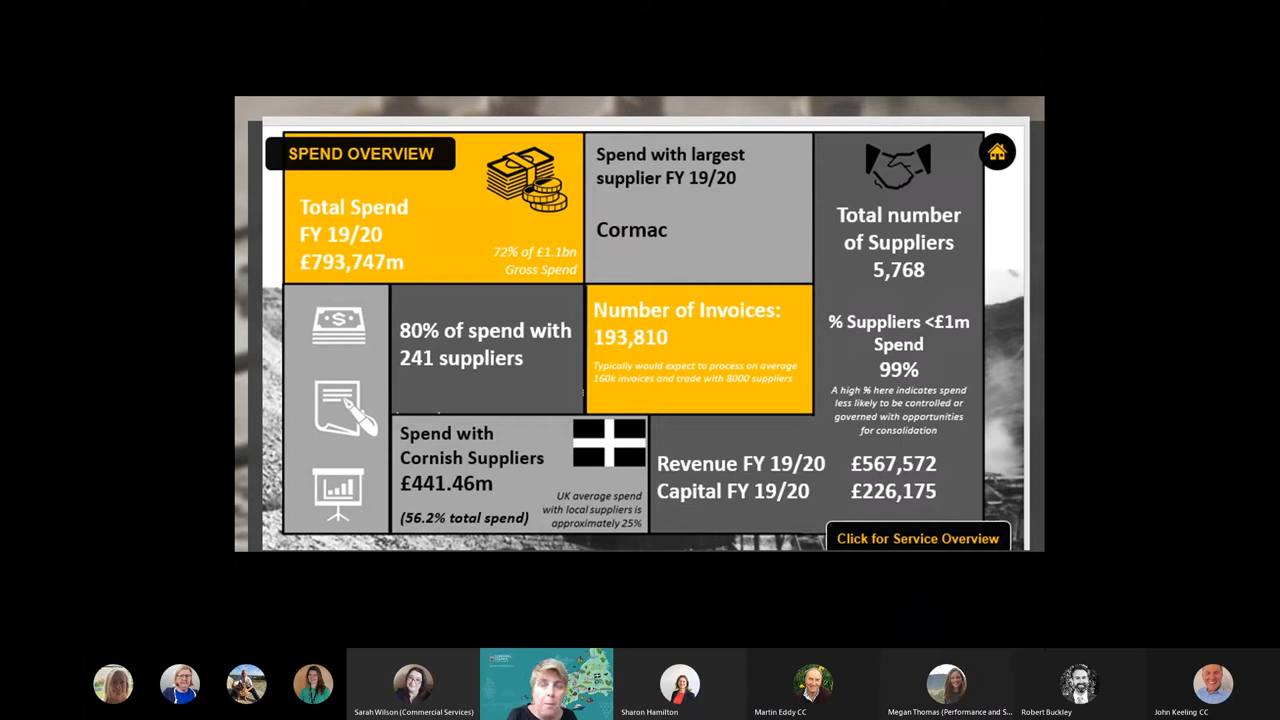 SPEND OVERVIEW
Total Spend
FY 19/20
£793,747m
72% of £1.1bn
Gross Spend
Spend with largest
supplier FY 19/20
Cormac
Total number
of Suppliers
5,768
% Suppliers <£1m
Spend
99%
A high % here indicates spend
less likely to be controlled or
governed with opportunities
for consolidation
80% of spend with
241 suppliers
Number of Invoices:
193,810
Typically would expect to process on average
160k invoices and trade with 8000 suppliers
Spend with
Cornish Suppliers
£441.46m
(56.2% total spend)
UK average spend
with local suppliers is
approximately 25%
Revenue FY 19/20 £567,572
Capital FY 19/20 £226,175
Click for Service Overview
Sarah Wilson (Commercial Services)
Sharon Hamilton
Martin Eddy CC
Megan Thomas (Performance and S...
Robert Buckley
John Keeling CC